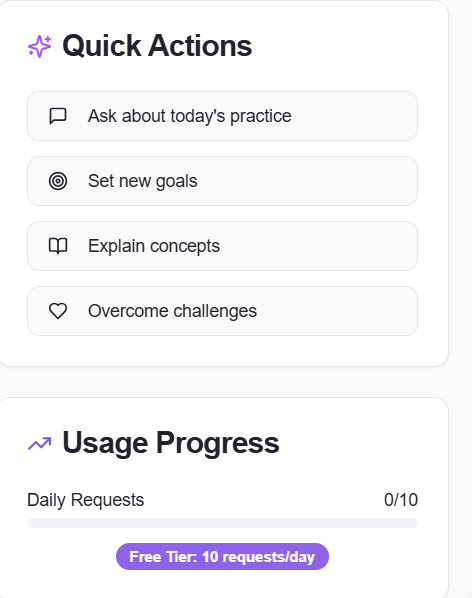 Quick Actions
Ask about today's practice
Set new goals
Explain concepts
Overcome challenges
Usage Progress
Daily Requests 0/10
Free Tier: 10 requests/day